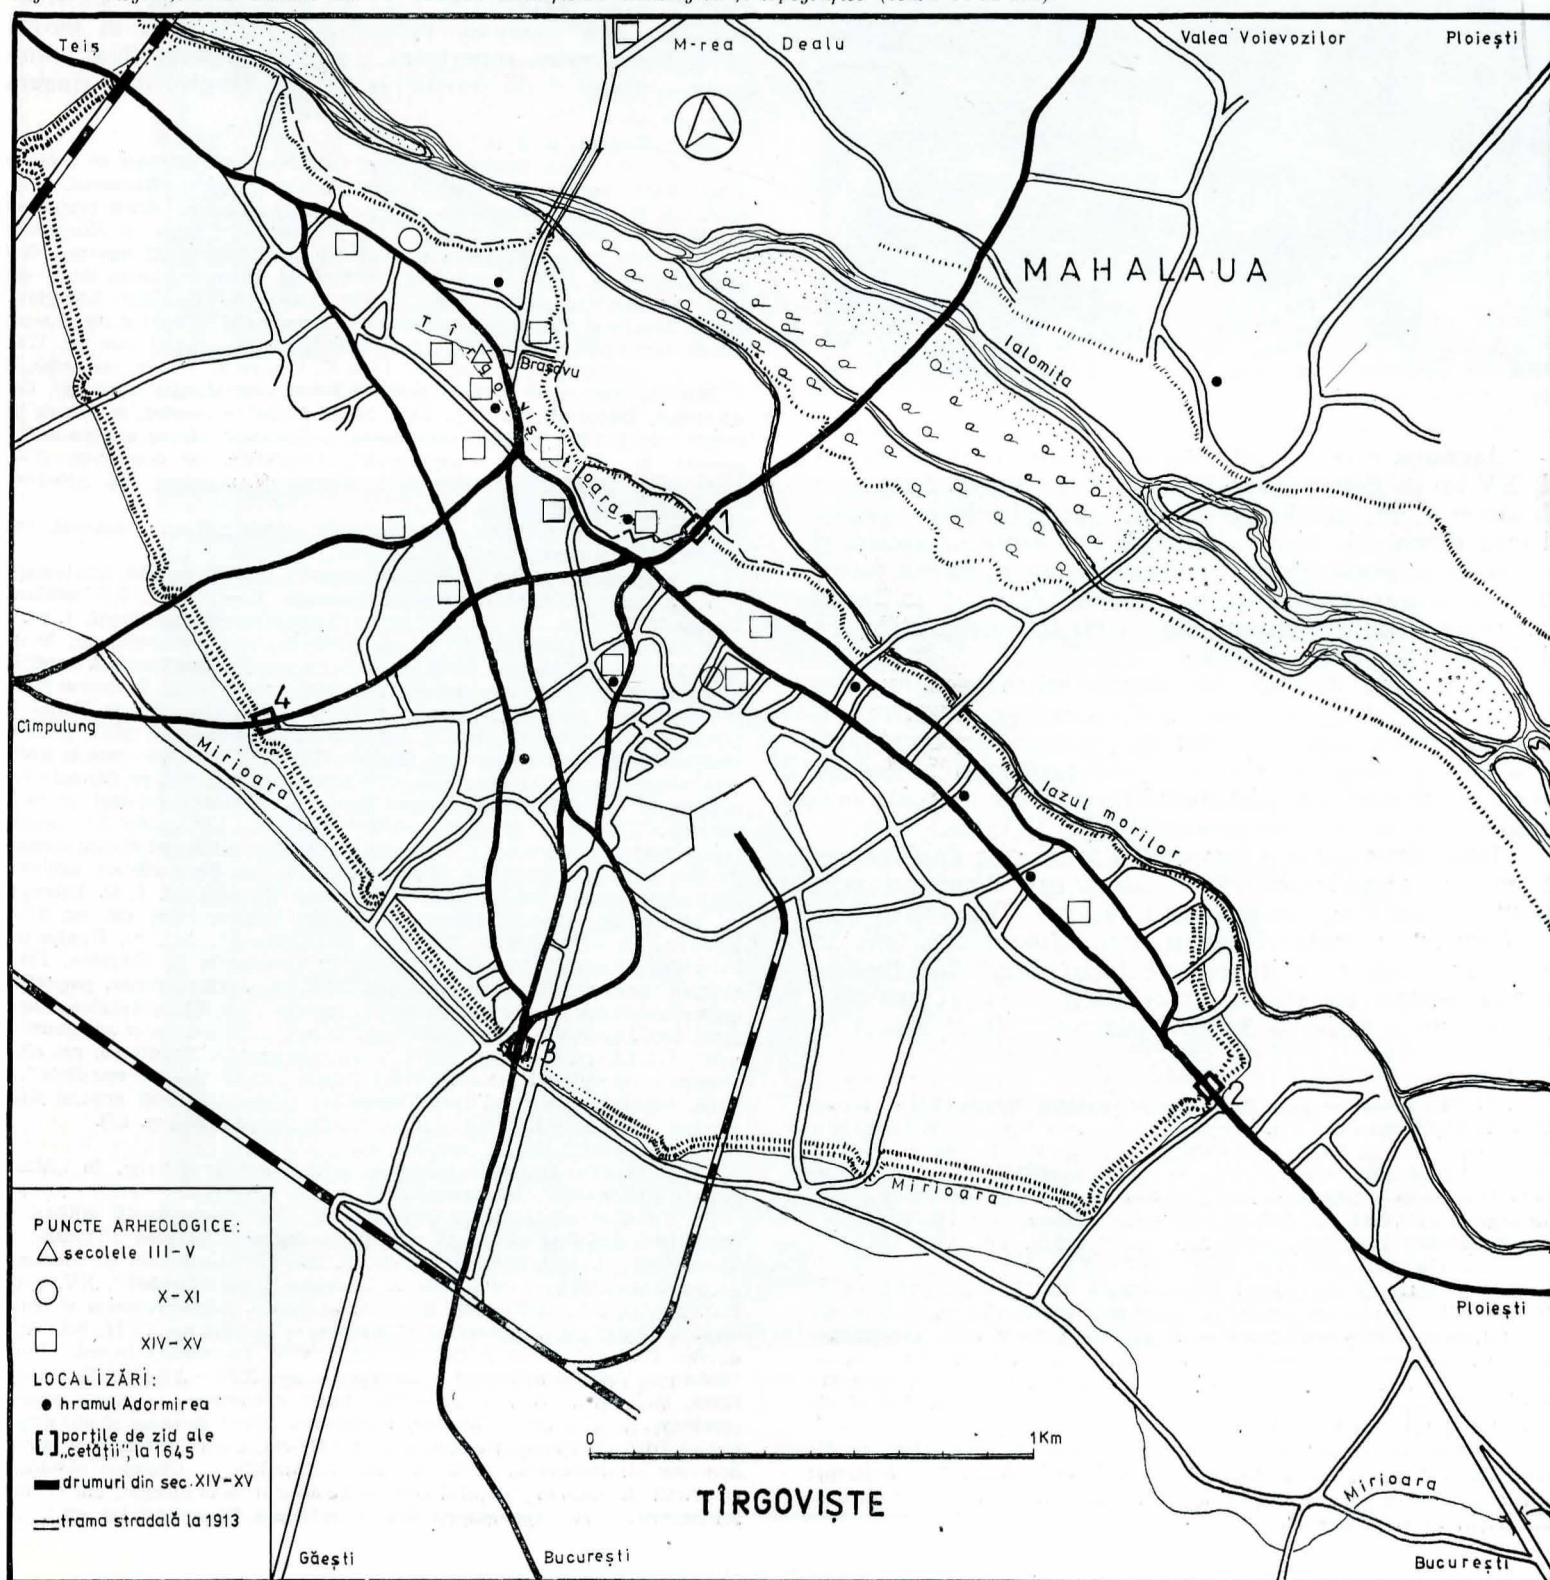 Teiș
M-rea Dealu
Valea Voievozilor
Ploiești
MAHALAUA
Ialomița
Tîrgoviștioara
Brașovu
1
4
Cîmpulung
Mirioara
Iazul morilor
3
2
Mirioara
Ploiești
PUNCTE ARHEOLOGICE:
secolele III-V
X-XI
XIV-XV
LOCALIZĂRI:
hramul Adormirea
porțile de zid ale
„cetății”, la 1645
drumuri din sec. XIV-XV
trama stradală la 1913
0 1Km
TÎRGOVIȘTE
Mirioara
Găești
București
București